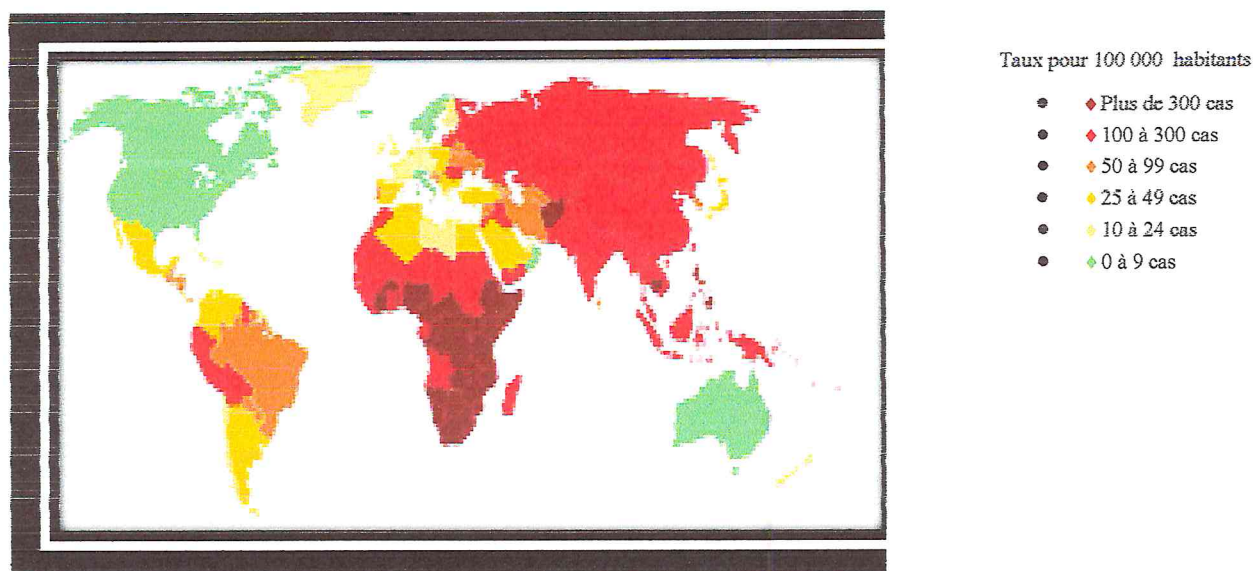 Taux pour 100 000 habitants
Plus de 300 cas
100 à 300 cas
50 à 99 cas
25 à 49 cas
10 à 24 cas
0 à 9 cas